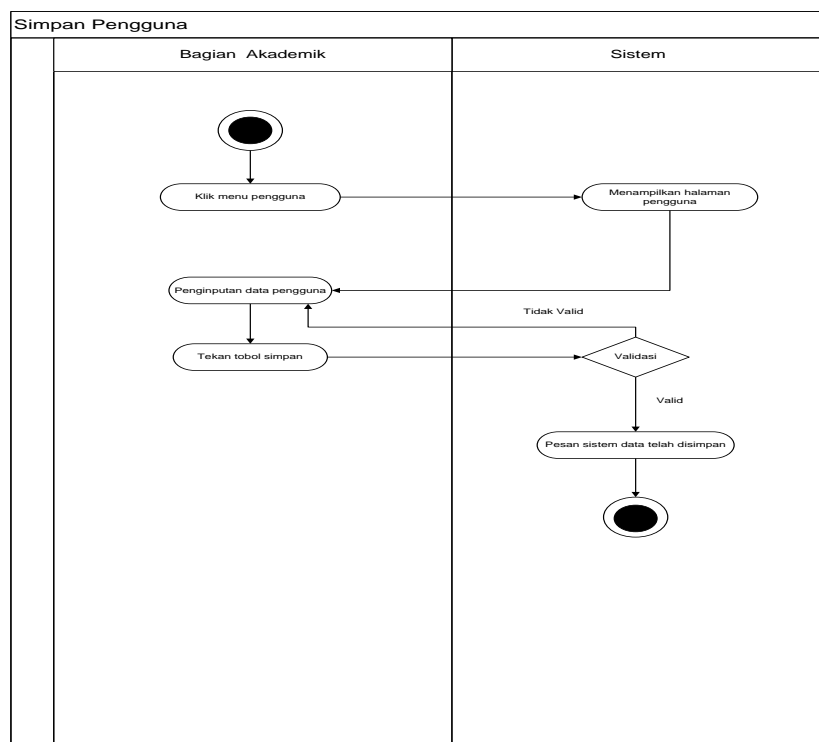 Simpan Pengguna
Bagian Akademik
Sistem
Klik menu pengguna
Menampilkan halaman
pengguna
Penginputan data pengguna
Tidak Valid
Tekan tobol simpan
Validasi
Valid
Pesan sistem data telah disimpan